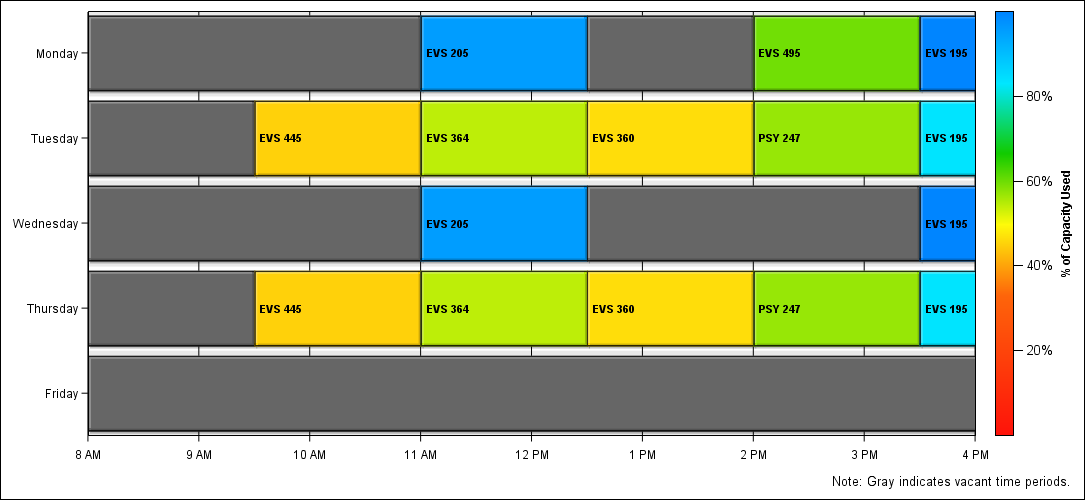 Monday EVS 205 EVS 495 EVS 195
80%
Tuesday EVS 445 EVS 364 EVS 360 PSY 247 EVS 195
60%
Wednesday EVS 205 EVS 195
% of Capacity Used
40%
Thursday EVS 445 EVS 364 EVS 360 PSY 247 EVS 195
20%
Friday
8 AM 9 AM 10 AM 11 AM 12 PM 1 PM 2 PM 3 PM 4 PM
Note: Gray indicates vacant time periods.